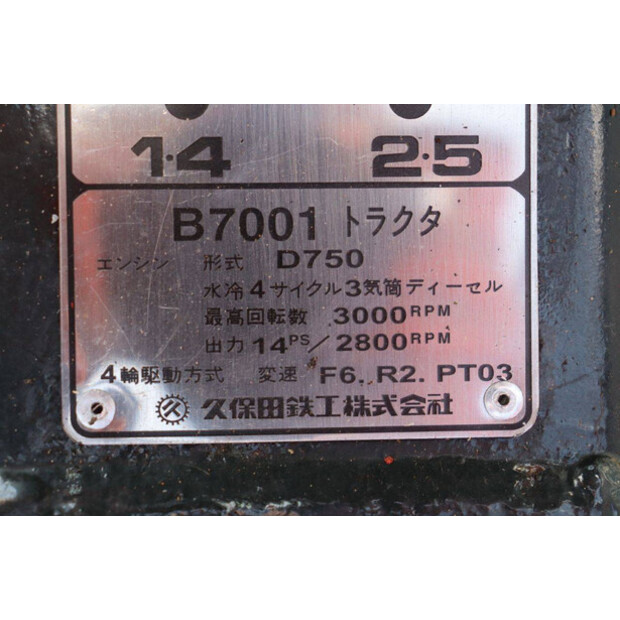 1·4 2·5
B7001 トラクタ
エンジン 形式 D750
水冷4サイクル3気筒ディーゼル
最高回転数 3000RPM
出力 14PS/2800RPM
4輪駆動方式 変速 F6. R2. PT03
久保田鉄工株式会社